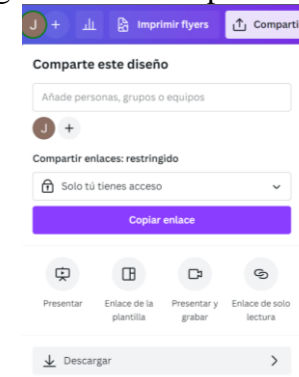 J + Imprimir flyers Comparti
Comparte este diseño
Añade personas, grupos o equipos
J +
Compartir enlaces: restringido
Solo tú tienes acceso
Copiar enlace
Presentar Enlace de la plantilla Presentar y grabar Enlace de solo lectura
Descargar